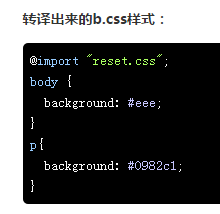 转译出来的b.css样式：
@import "reset.css";
body {
  background: #eee;
}
p{
  background: #0982c1;
}